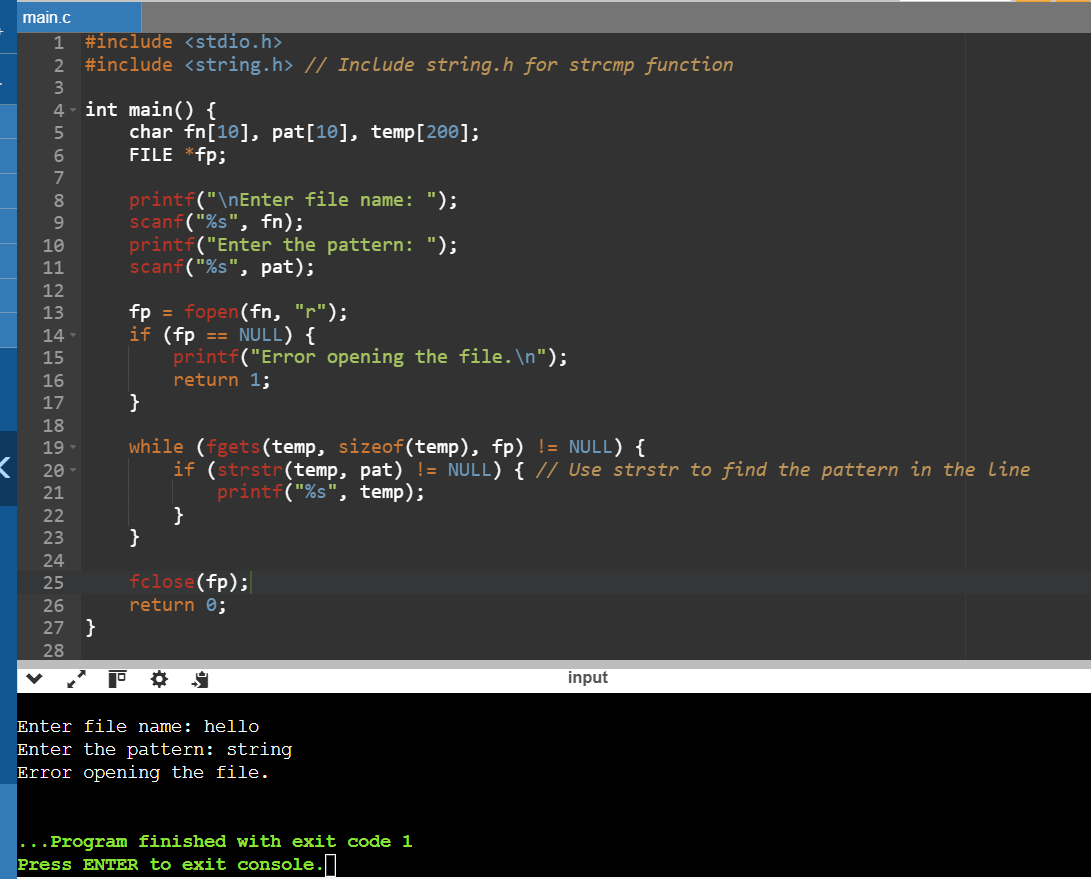 main.c
1 #include <stdio.h>
2 #include <string.h> // Include string.h for strcmp function
3
4 int main() {
5     char fn[10], pat[10], temp[200];
6     FILE *fp;
7
8     printf("\nEnter file name: ");
9     scanf("%s", fn);
10     printf("Enter the pattern: ");
11     scanf("%s", pat);
12
13     fp = fopen(fn, "r");
14     if (fp == NULL) {
15         printf("Error opening the file.\n");
16         return 1;
17     }
18
19     while (fgets(temp, sizeof(temp), fp) != NULL) {
20         if (strstr(temp, pat) != NULL) { // Use strstr to find the pattern in the line
21             printf("%s", temp);
22         }
23     }
24
25     fclose(fp);
26     return 0;
27 }
28
input
Enter file name: hello
Enter the pattern: string
Error opening the file.
...Program finished with exit code 1
Press ENTER to exit console.